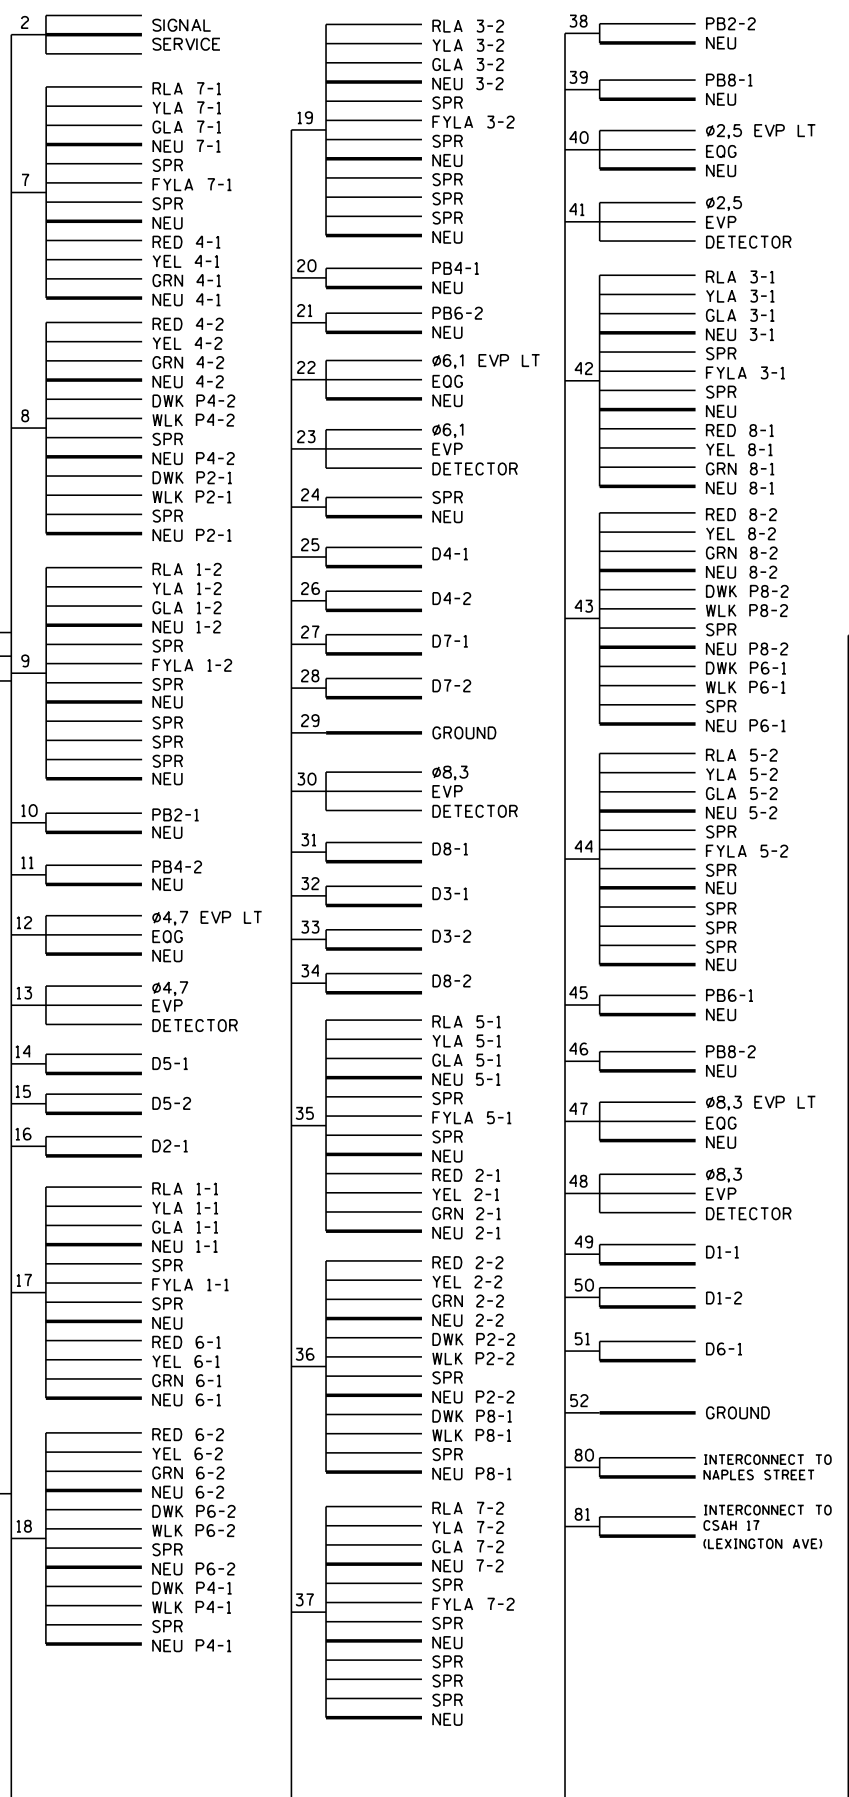 2
SIGNAL
SERVICE
7
RLA 7-1
YLA 7-1
GLA 7-1
NEU 7-1
SPR
FYLA 7-1
SPR
NEU
RED 4-1
YEL 4-1
GRN 4-1
NEU 4-1
8
RED 4-2
YEL 4-2
GRN 4-2
NEU 4-2
DWK P4-2
WLK P4-2
SPR
NEU P4-2
DWK P2-1
WLK P2-1
SPR
NEU P2-1
9
RLA 1-2
YLA 1-2
GLA 1-2
NEU 1-2
SPR
FYLA 1-2
SPR
NEU
SPR
SPR
SPR
NEU
10
PB2-1
NEU
11
PB4-2
NEU
12
ø4,7 EVP LT
EQG
NEU
13
ø4,7
EVP
DETECTOR
14
D5-1
15
D5-2
16
D2-1
17
RLA 1-1
YLA 1-1
GLA 1-1
NEU 1-1
SPR
FYLA 1-1
SPR
NEU
RED 6-1
YEL 6-1
GRN 6-1
NEU 6-1
18
RED 6-2
YEL 6-2
GRN 6-2
NEU 6-2
DWK P6-2
WLK P6-2
SPR
NEU P6-2
DWK P4-1
WLK P4-1
SPR
NEU P4-1
19
RLA 3-2
YLA 3-2
GLA 3-2
NEU 3-2
SPR
FYLA 3-2
SPR
NEU
SPR
SPR
SPR
NEU
20
PB4-1
NEU
21
PB6-2
NEU
22
ø6,1 EVP LT
EQG
NEU
23
ø6,1
EVP
DETECTOR
24
SPR
NEU
25
D4-1
26
D4-2
27
D7-1
28
D7-2
29
GROUND
30
ø8,3
EVP
DETECTOR
31
D8-1
32
D3-1
33
D3-2
34
D8-2
35
RLA 5-1
YLA 5-1
GLA 5-1
NEU 5-1
SPR
FYLA 5-1
SPR
NEU
RED 2-1
YEL 2-1
GRN 2-1
NEU 2-1
36
RED 2-2
YEL 2-2
GRN 2-2
NEU 2-2
DWK P2-2
WLK P2-2
SPR
NEU P2-2
DWK P8-1
WLK P8-1
SPR
NEU P8-1
37
RLA 7-2
YLA 7-2
GLA 7-2
NEU 7-2
SPR
FYLA 7-2
SPR
NEU
SPR
SPR
SPR
NEU
38
PB2-2
NEU
39
PB8-1
NEU
40
ø2,5 EVP LT
EQG
NEU
41
ø2,5
EVP
DETECTOR
42
RLA 3-1
YLA 3-1
GLA 3-1
NEU 3-1
SPR
FYLA 3-1
SPR
NEU
RED 8-1
YEL 8-1
GRN 8-1
NEU 8-1
43
RED 8-2
YEL 8-2
GRN 8-2
NEU 8-2
DWK P8-2
WLK P8-2
SPR
NEU P8-2
DWK P6-1
WLK P6-1
SPR
NEU P6-1
44
RLA 5-2
YLA 5-2
GLA 5-2
NEU 5-2
SPR
FYLA 5-2
SPR
NEU
SPR
SPR
SPR
NEU
45
PB6-1
NEU
46
PB8-2
NEU
47
ø8,3 EVP LT
EQG
NEU
48
ø8,3
EVP
DETECTOR
49
D1-1
50
D1-2
51
D6-1
52
GROUND
80
INTERCONNECT TO
NAPLES STREET
81
INTERCONNECT TO
CSAH 17
(LEXINGTON AVE)